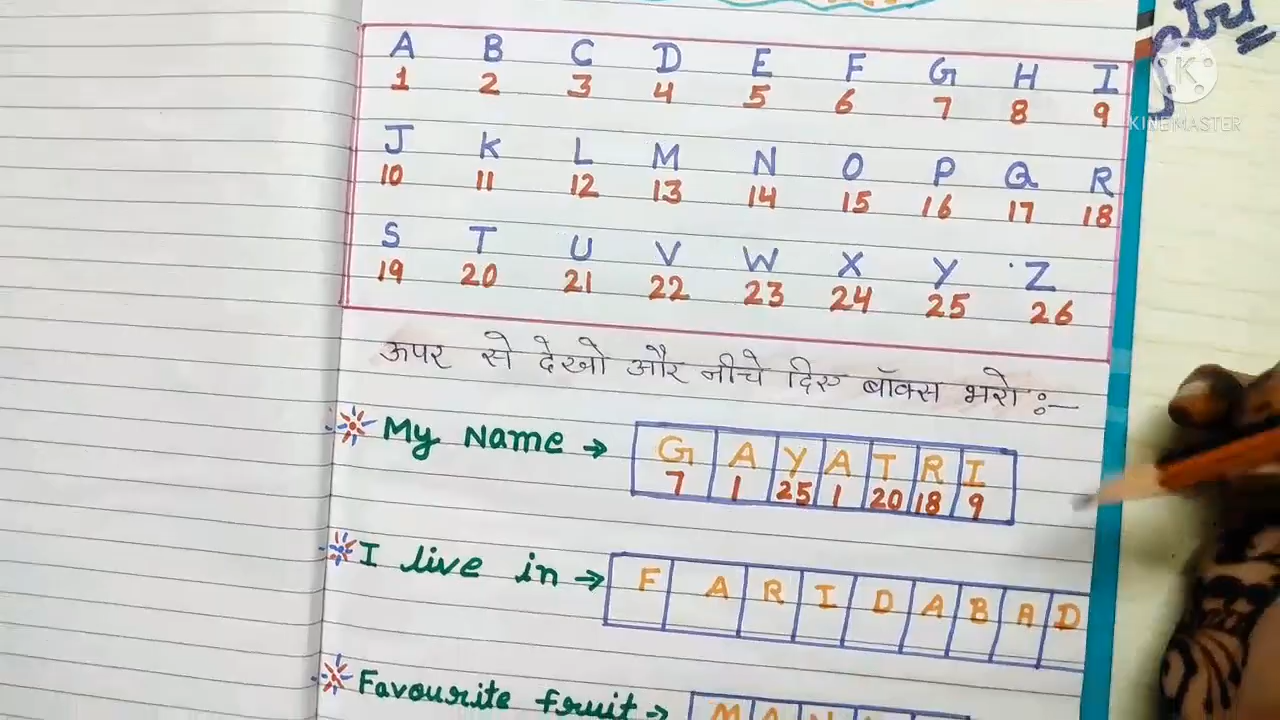 A B C D E F G H I
1 2 3 4 5 6 7 8 9
J K L M N O P Q R
10 11 12 13 14 15 16 17 18
S T U V W X Y Z
19 20 21 22 23 24 25 26
ऊपर से देखो और नीचे दिए बॉक्स भरो :-
My Name → G A Y A T R I
7 1 25 1 20 18 9
I live in → F A R I D A B A D
Favourite fruit →
K
KINEMASTER